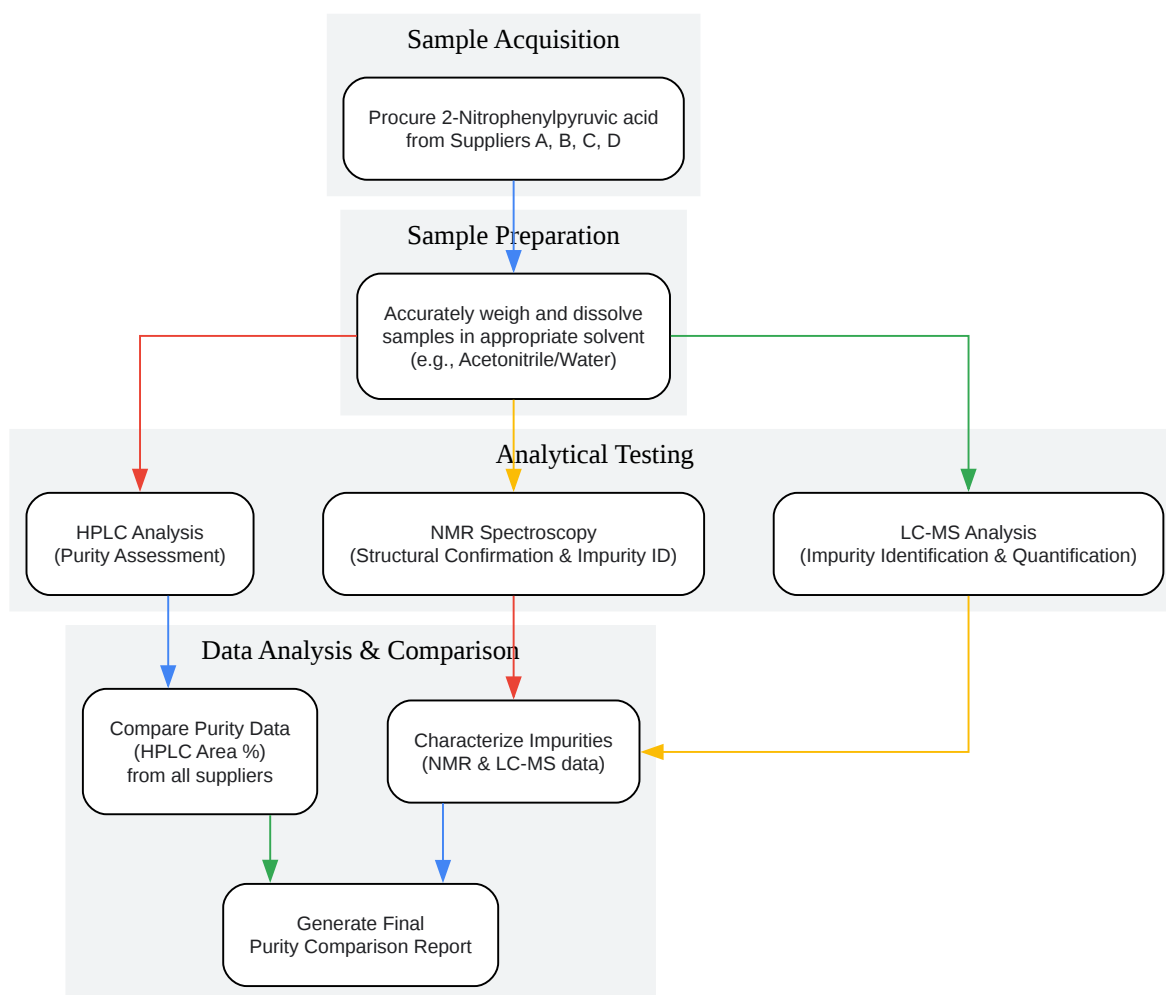 Sample Acquisition
Procure 2-Nitrophenylpyruvic acid
from Suppliers A, B, C, D
Sample Preparation
Accurately weigh and dissolve
samples in appropriate solvent
(e.g., Acetonitrile/Water)
Analytical Testing
HPLC Analysis
(Purity Assessment)
NMR Spectroscopy
(Structural Confirmation & Impurity ID)
LC-MS Analysis
(Impurity Identification & Quantification)
Data Analysis & Comparison
Compare Purity Data
(HPLC Area %)
from all suppliers
Characterize Impurities
(NMR & LC-MS data)
Generate Final
Purity Comparison Report